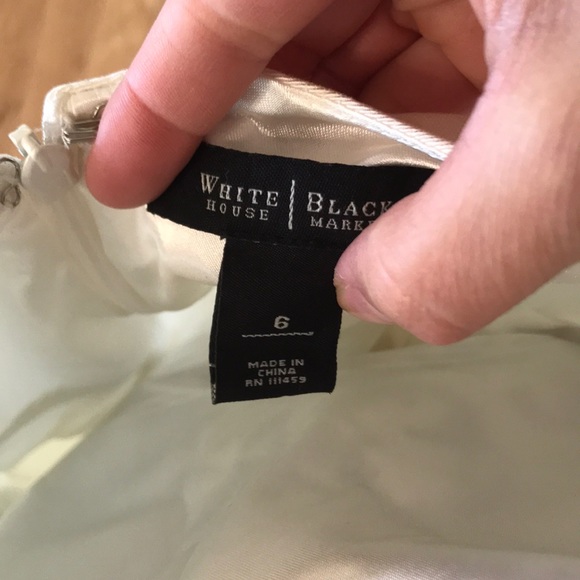 WHITE | BLACK
HOUSE | MARK
6
MADE IN
CHINA
RN 111459